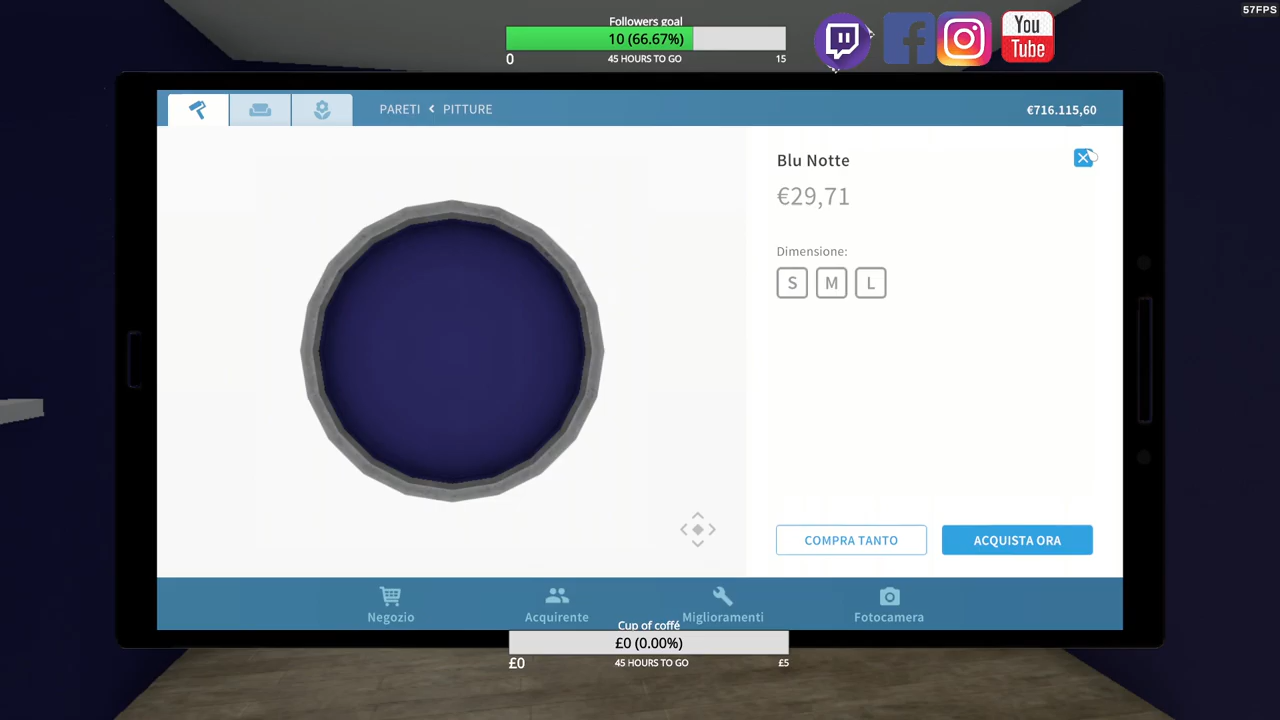 57FPS
Followers goal
10 (66.67%)
0 45 HOURS TO GO 15
You
Tube
PARETI PITTURE €716.115,60
Blu Notte
€29,71
Dimensione:
S M L
COMPRA TANTO ACQUISTA ORA
Negozio Acquirente Miglioramenti Fotocamera
Cup of coffé
£0 (0.00%)
£0 45 HOURS TO GO £5